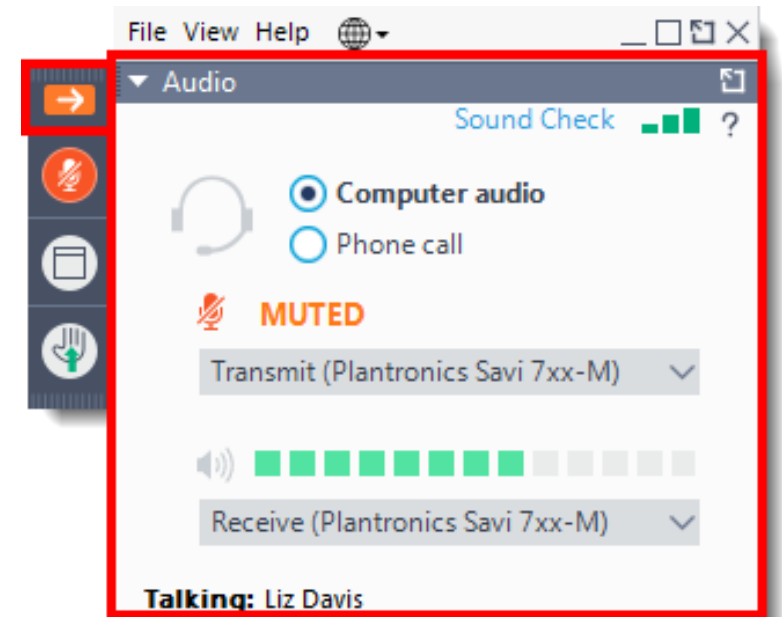 File View Help
Audio
Sound Check ?
Computer audio
Phone call
MUTED
Transmit (Plantronics Savi 7xx-M)
Receive (Plantronics Savi 7xx-M)
Talking: Liz Davis